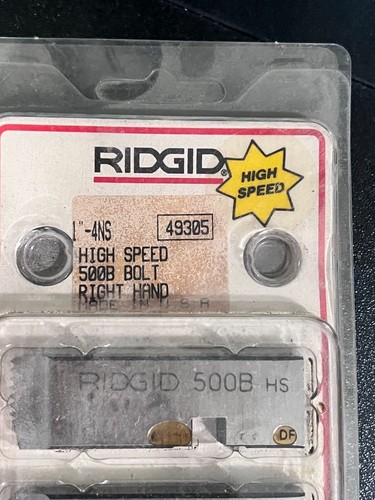 RIDGID®
HIGH
SPEED
1"-4NS 49305
HIGH SPEED
500B BOLT
RIGHT HAND
MADE IN U S A
RIDGID 500B HS
DF